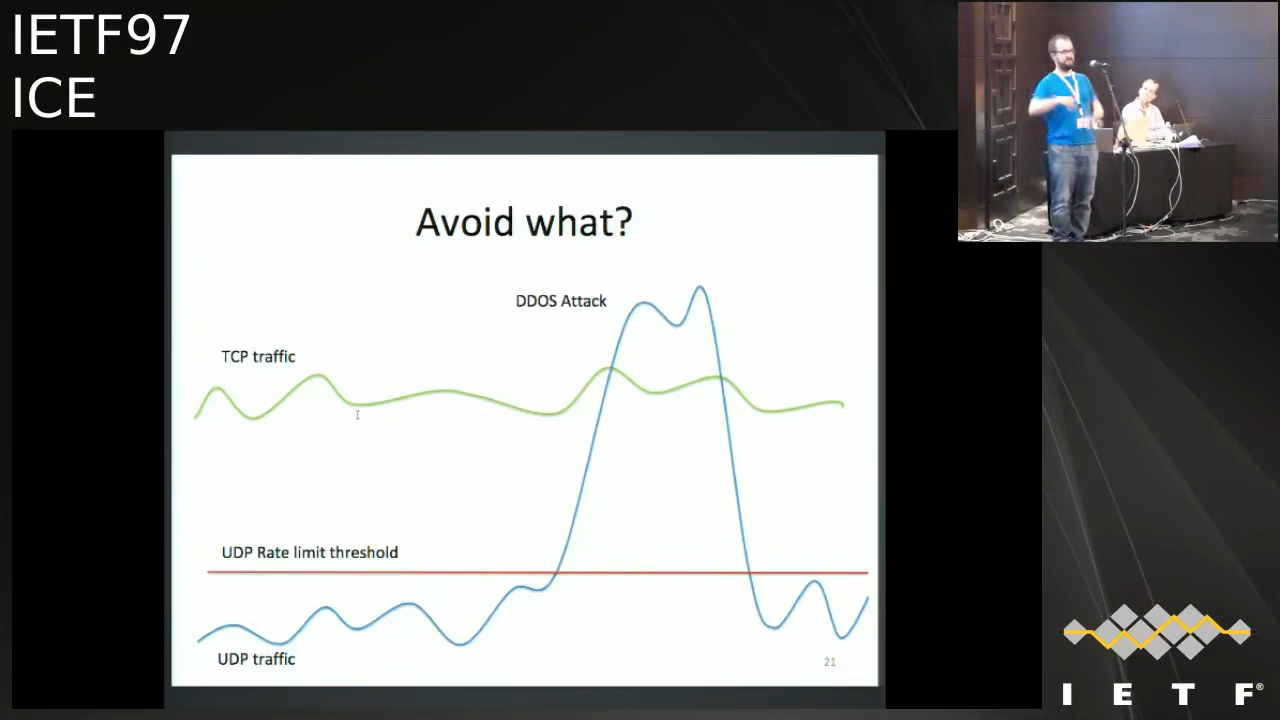 IETF97
ICE
Avoid what?
DDOS Attack
TCP traffic
UDP Rate limit threshold
UDP traffic
21
I E T F®